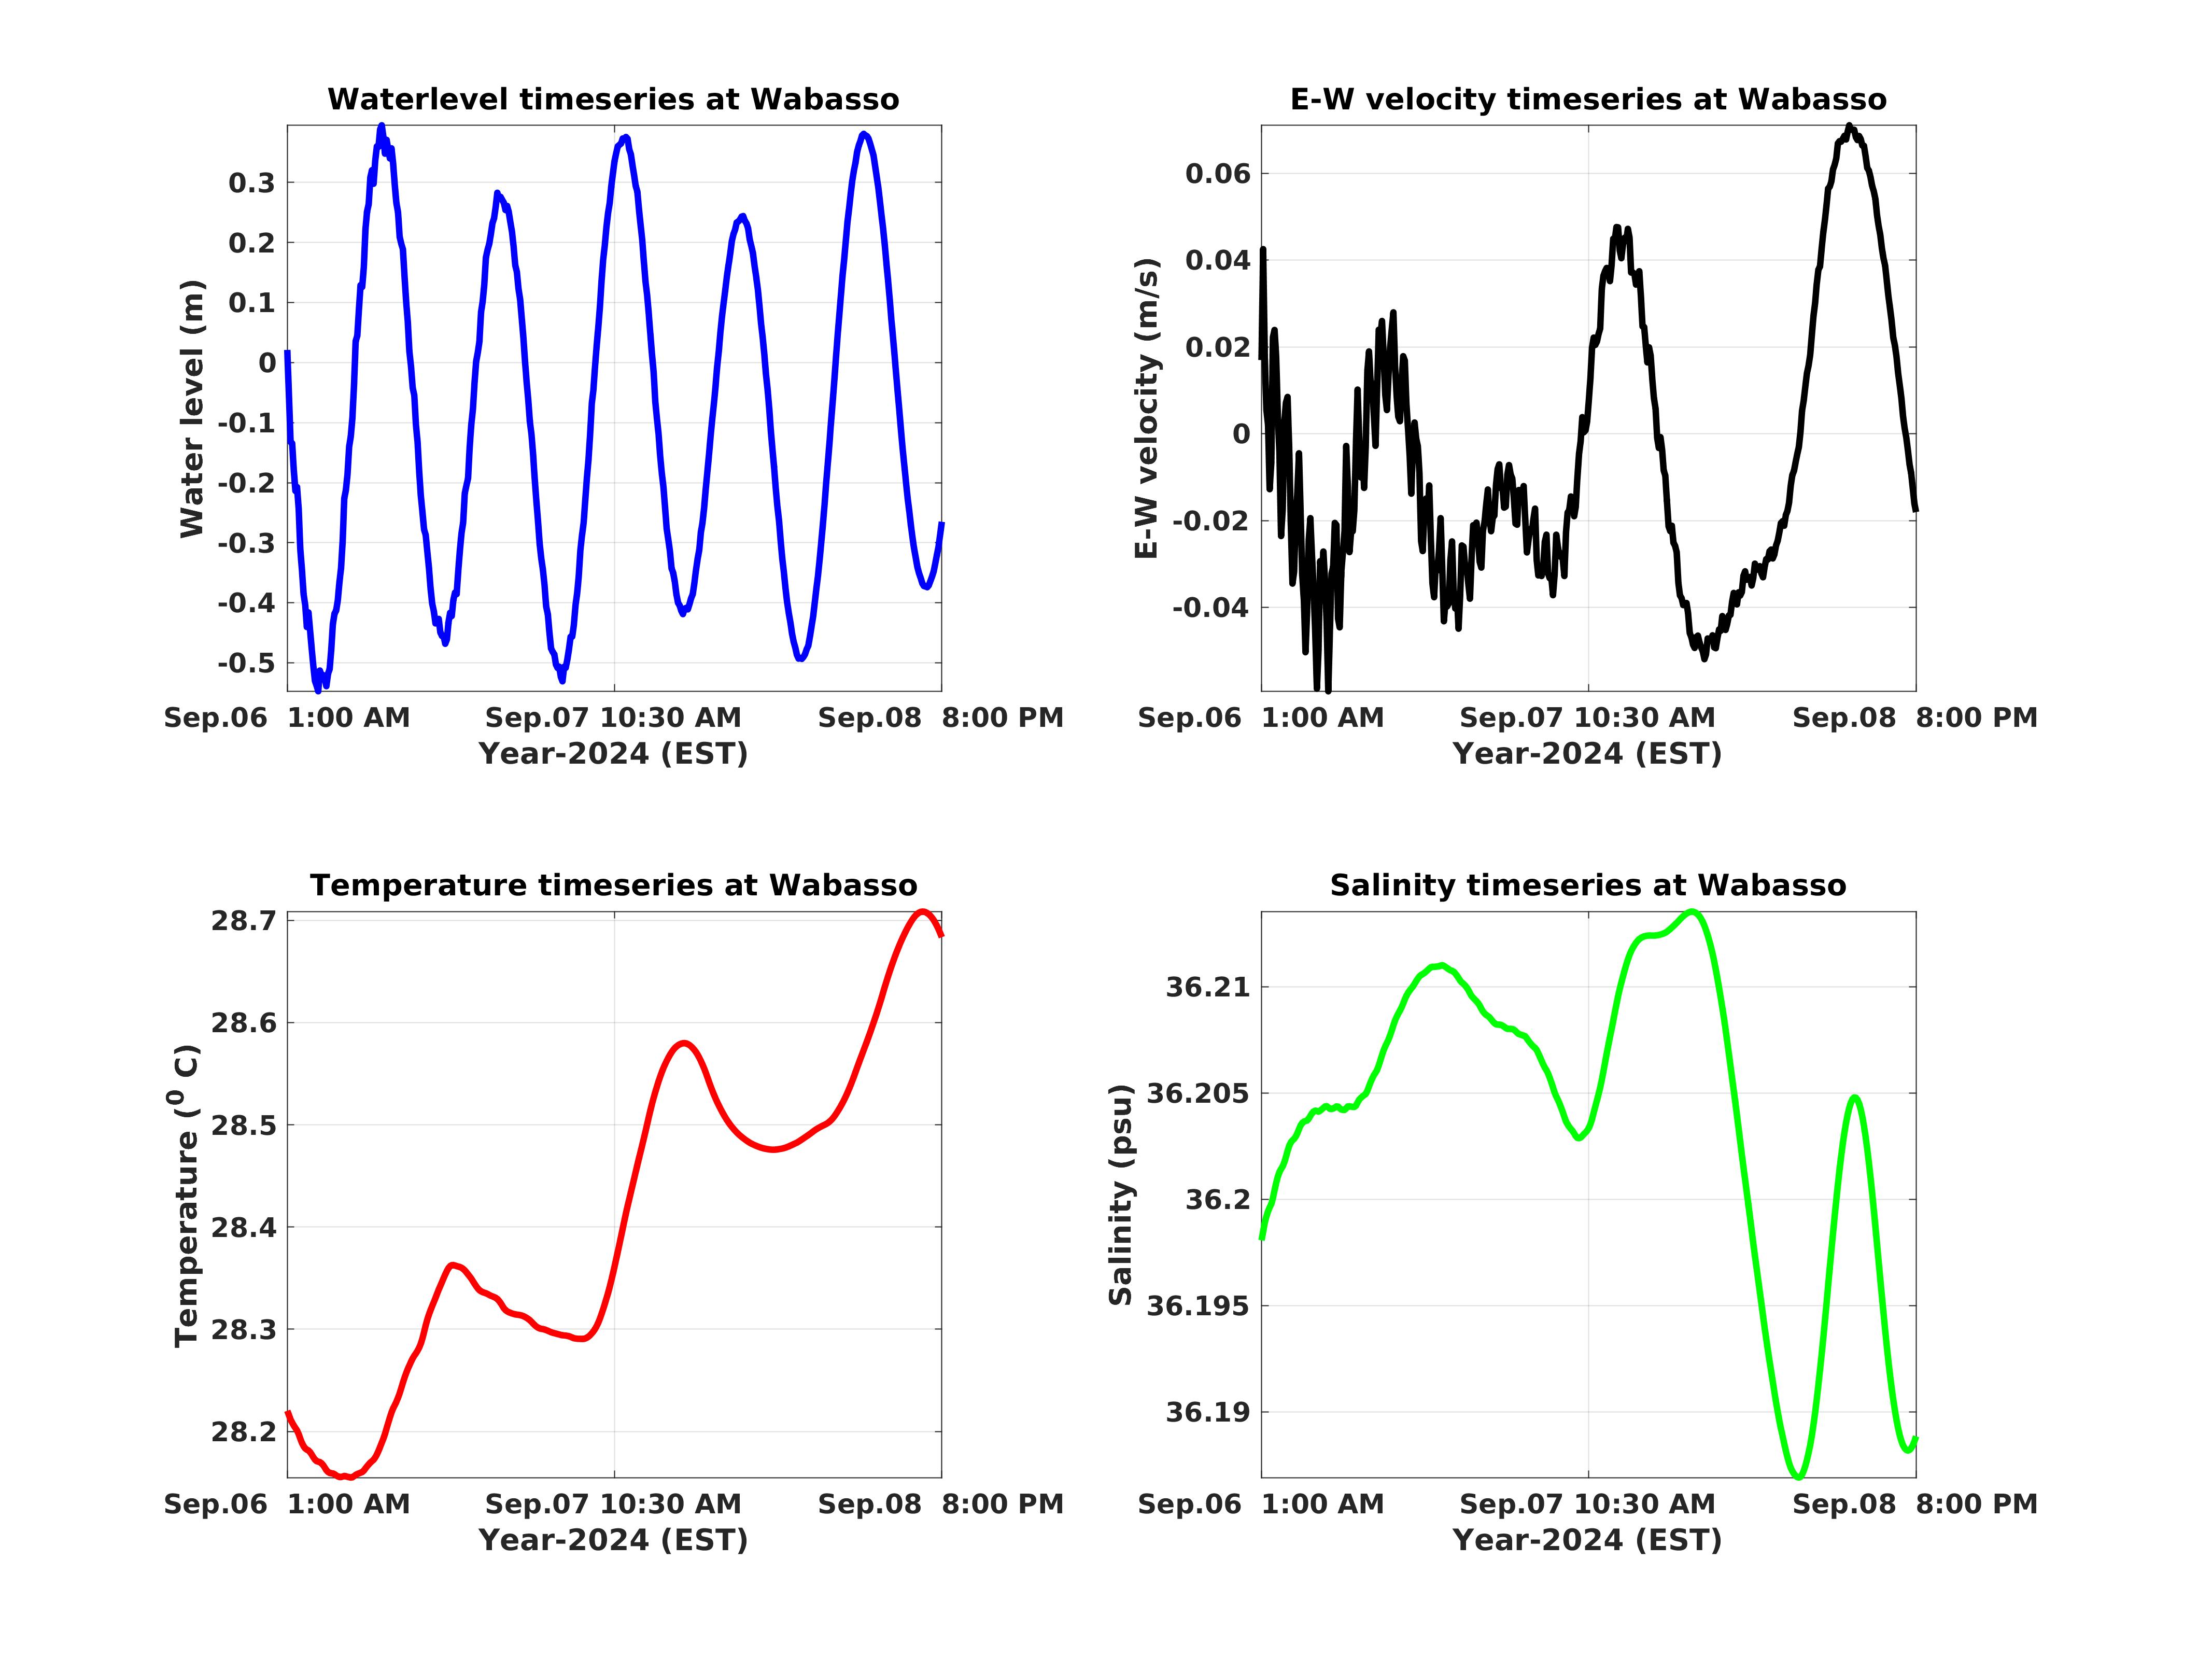 Waterlevel timeseries at Wabasso
0.3
0.2
0.1
0
-0.1
-0.2
-0.3
-0.4
-0.5
Water level (m)
Sep.06 1:00 AM
Sep.07 10:30 AM
Sep.08 8:00 PM
Year-2024 (EST)
E-W velocity timeseries at Wabasso
0.06
0.04
0.02
0
-0.02
-0.04
E-W velocity (m/s)
Sep.06 1:00 AM
Sep.07 10:30 AM
Sep.08 8:00 PM
Year-2024 (EST)
Temperature timeseries at Wabasso
28.7
28.6
28.5
28.4
28.3
28.2
Temperature (⁰ C)
Sep.06 1:00 AM
Sep.07 10:30 AM
Sep.08 8:00 PM
Year-2024 (EST)
Salinity timeseries at Wabasso
36.21
36.205
36.2
36.195
36.19
Salinity (psu)
Sep.06 1:00 AM
Sep.07 10:30 AM
Sep.08 8:00 PM
Year-2024 (EST)